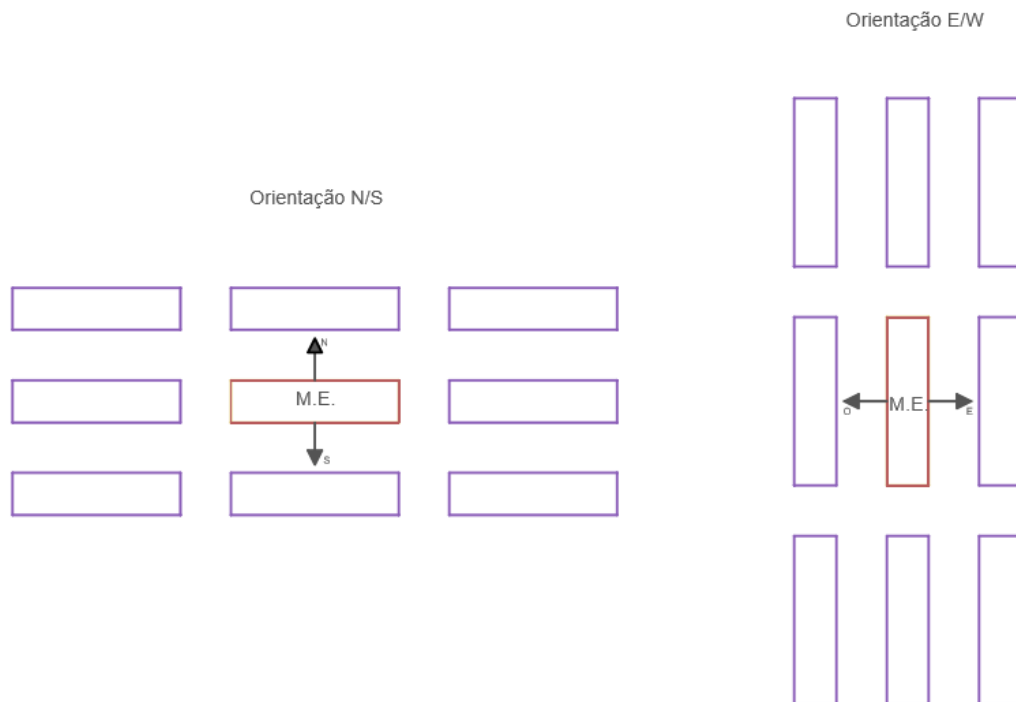 Orientação E/W
Orientação N/S
N
M.E.
S
M.E.
O
E